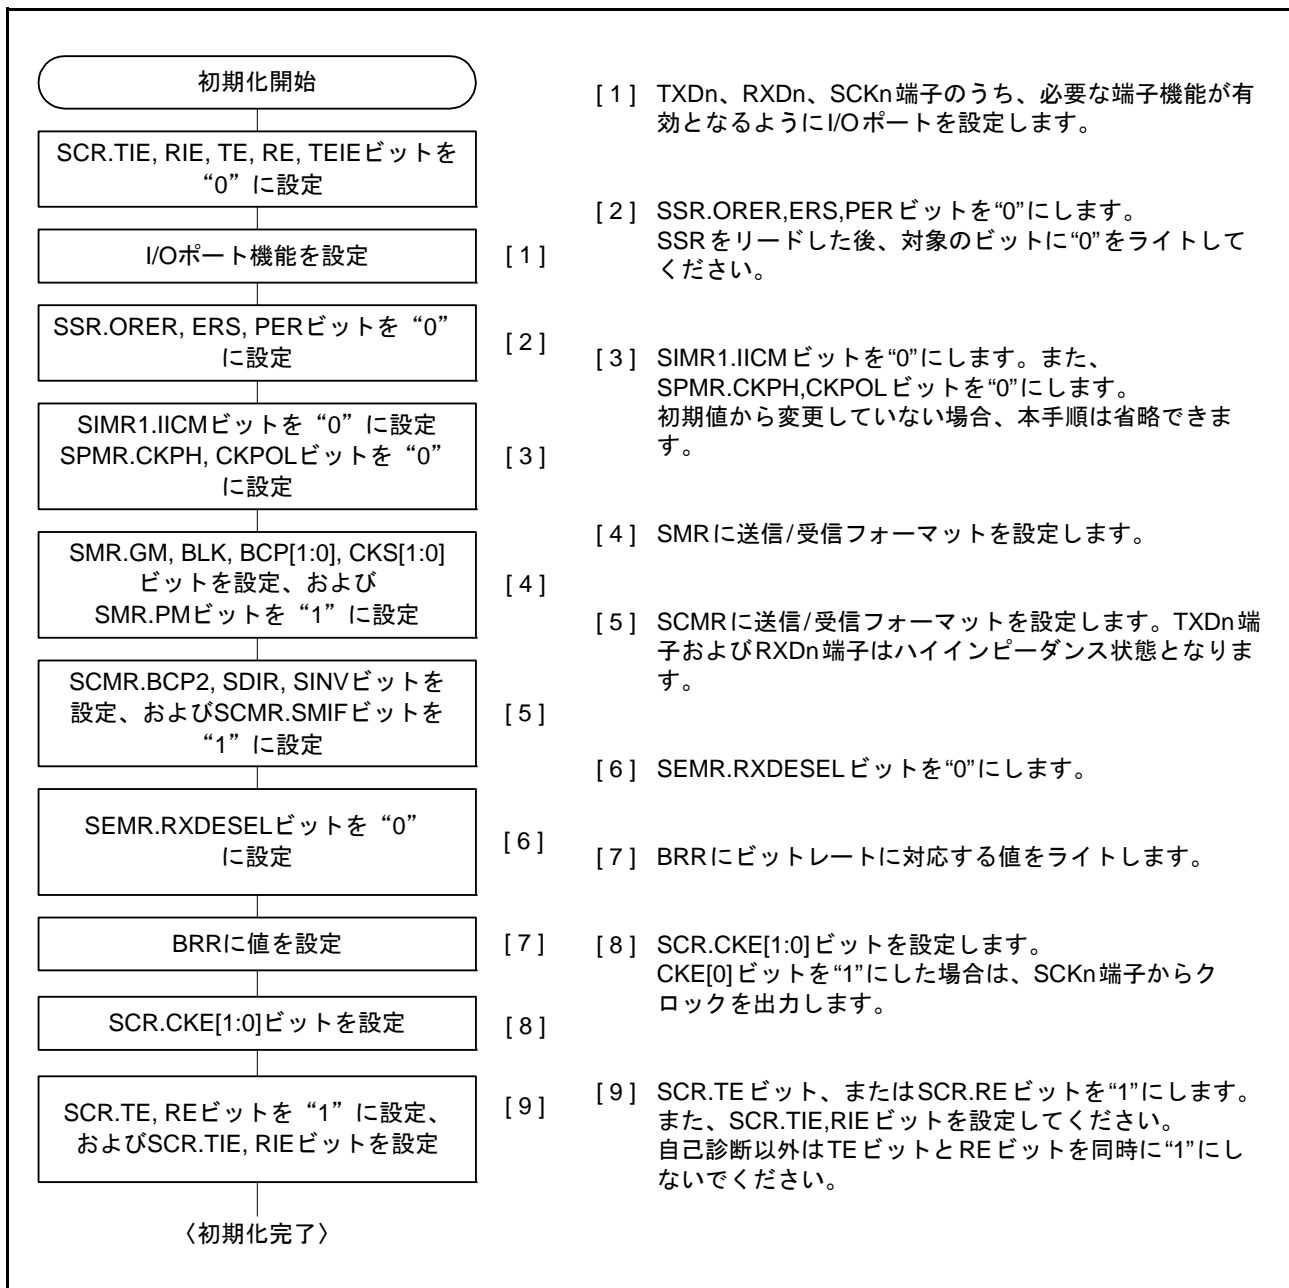 初期化開始
SCR.TIE, RIE, TE, RE, TEIEビットを
“0”に設定
I/Oポート機能を設定
[1]
SSR.ORER, ERS, PERビットを“0”
に設定
[2]
SIMR1.IICMビットを“0”に設定
SPMR.CKPH, CKPOLビットを“0”
に設定
[3]
SMR.GM, BLK, BCP[1:0], CKS[1:0]
ビットを設定、および
SMR.PMビットを“1”に設定
[4]
SCMR.BCP2, SDIR, SINVビットを
設定、およびSCMR.SMIFビットを
“1”に設定
[5]
SEMR.RXDESELビットを“0”
に設定
[6]
BRRに値を設定
[7]
SCR.CKE[1:0]ビットを設定
[8]
SCR.TE, REビットを“1”に設定、
およびSCR.TIE, RIEビットを設定
[9]
〈初期化完了〉
[1] TXDn、RXDn、SCKn端子のうち、必要な端子機能が有
効となるようにI/Oポートを設定します。
[2] SSR.ORER,ERS,PERビットを“0”にします。
SSRをリードした後、対象のビットに“0”をライトして
ください。
[3] SIMR1.IICMビットを“0”にします。また、
SPMR.CKPH,CKPOLビットを“0”にします。
初期値から変更していない場合、本手順は省略できま
す。
[4] SMRに送信/受信フォーマットを設定します。
[5] SCMRに送信/受信フォーマットを設定します。TXDn端
子およびRXDn端子はハイインピーダンス状態となりま
す。
[6] SEMR.RXDESELビットを“0”にします。
[7] BRRにビットレートに対応する値をライトします。
[8] SCR.CKE[1:0]ビットを設定します。
CKE[0]ビットを“1”にした場合は、SCKn端子からク
ロックを出力します。
[9] SCR.TEビット、またはSCR.REビットを“1”にします。
また、SCR.TIE,RIEビットを設定してください。
自己診断以外はTEビットとREビットを同時に“1”にし
ないでください。